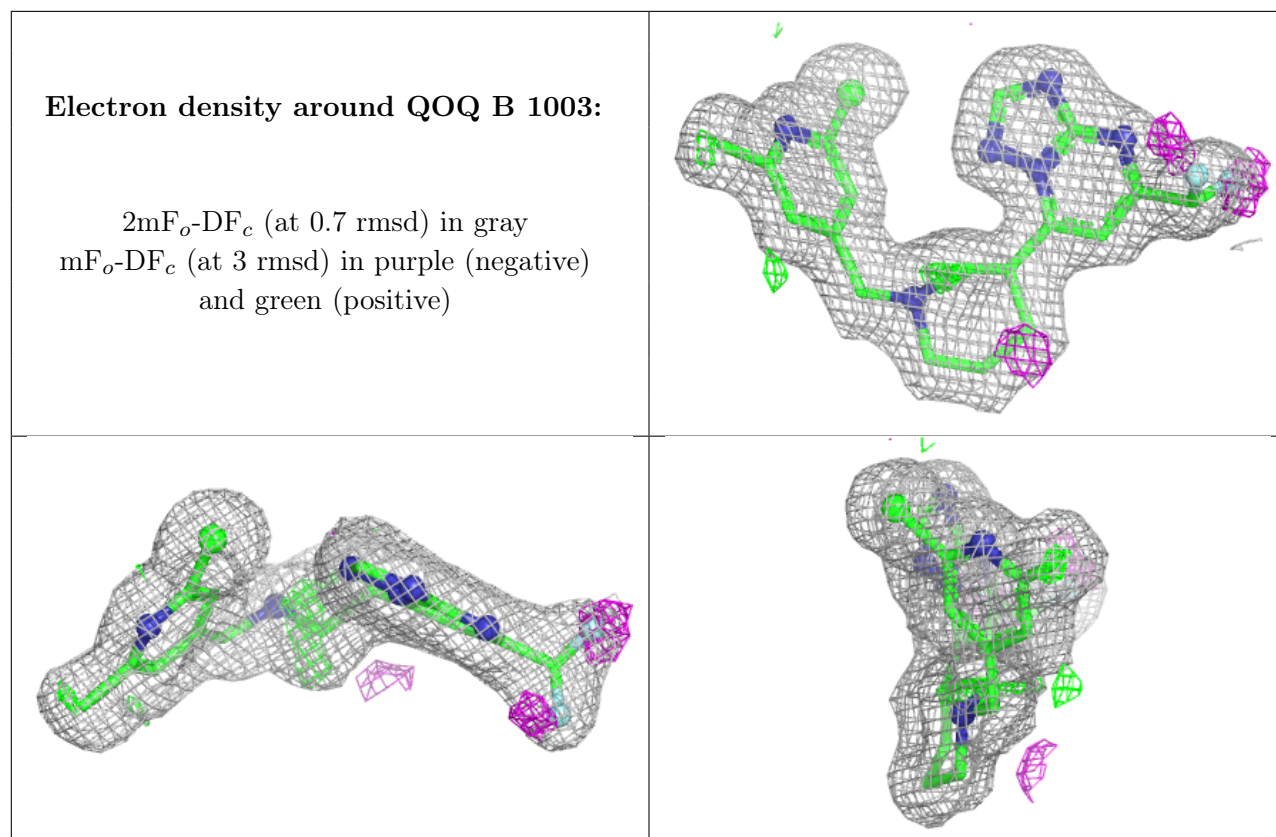 Electron density around QOQ B 1003:
2mFₒ-DF𝒸 (at 0.7 rmsd) in gray
mFₒ-DF𝒸 (at 3 rmsd) in purple (negative)
and green (positive)